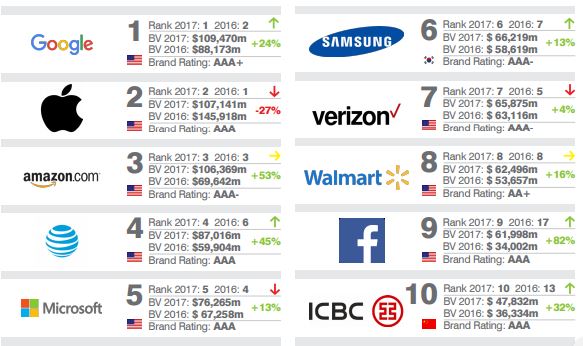 Google
1
Rank 2017: 1 2016: 2
BV 2017: $109,470m
BV 2016: $88,173m
+24%
Brand Rating: AAA+
2
Rank 2017: 2 2016: 1
BV 2017: $107,141m
BV 2016: $145,918m
-27%
Brand Rating: AAA
amazon.com
3
Rank 2017: 3 2016: 3
BV 2017: $106,369m
BV 2016: $69,642m
+53%
Brand Rating: AAA-
4
Rank 2017: 4 2016: 6
BV 2017: $87,016m
BV 2016: $59,904m
+45%
Brand Rating: AAA
Microsoft
5
Rank 2017: 5 2016: 4
BV 2017: $76,265m
BV 2016: $ 67,258m
+13%
Brand Rating: AAA
SAMSUNG
6
Rank 2017: 6 2016: 7
BV 2017: $ 66,219m
BV 2016: $ 58,619m
+13%
Brand Rating: AAA-
verizon
7
Rank 2017: 7 2016: 5
BV 2017: $ 65,875m
BV 2016: $ 63,116m
+4%
Brand Rating: AAA-
Walmart
8
Rank 2017: 8 2016: 8
BV 2017: $ 62,496m
BV 2016: $ 53,657m
+16%
Brand Rating: AA+
f
9
Rank 2017: 9 2016: 17
BV 2017: $ 61,998m
BV 2016: $ 34,002m
+82%
Brand Rating: AAA
ICBC
10
Rank 2017: 10 2016: 13
BV 2017: $ 47,832m
BV 2016: $ 36,334m
+32%
Brand Rating: AAA